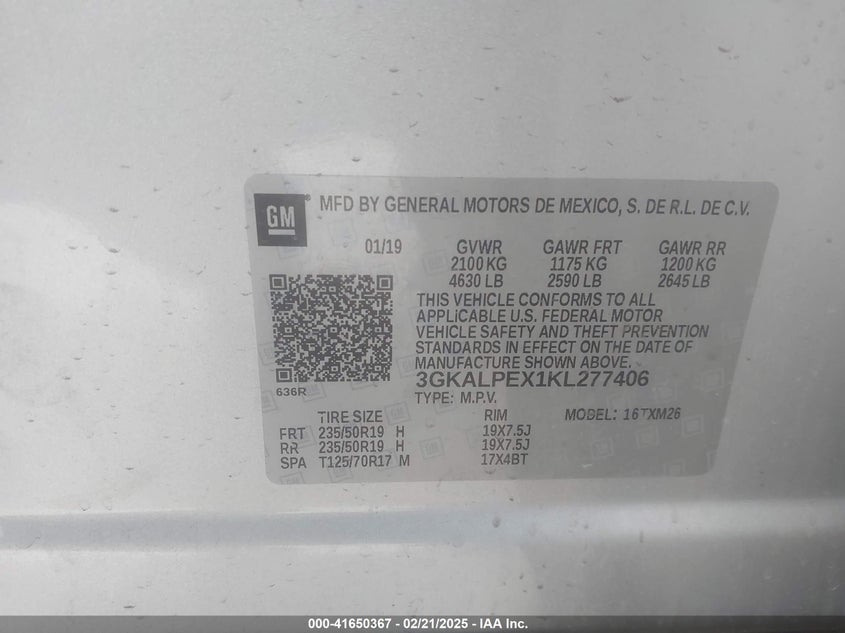 GM ® MFD BY GENERAL MOTORS DE MEXICO, S. DE R.L. DE C.V.
01/19 GVWR GAWR FRT GAWR RR
2100 KG 1175 KG 1200 KG
4630 LB 2590 LB 2645 LB
THIS VEHICLE CONFORMS TO ALL
APPLICABLE U.S. FEDERAL MOTOR
VEHICLE SAFETY AND THEFT PREVENTION
STANDARDS IN EFFECT ON THE DATE OF
MANUFACTURE SHOWN ABOVE.
3GKALPEX1KL277406
636R
TYPE: M.P.V.
TIRE SIZE RIM MODEL: 16TXM26
FRT 235/50R19 H 19X7.5J
RR 235/50R19 H 19X7.5J
SPA T125/70R17 M 17X4BT
000-41650367 - 02/21/2025 - IAA Inc.